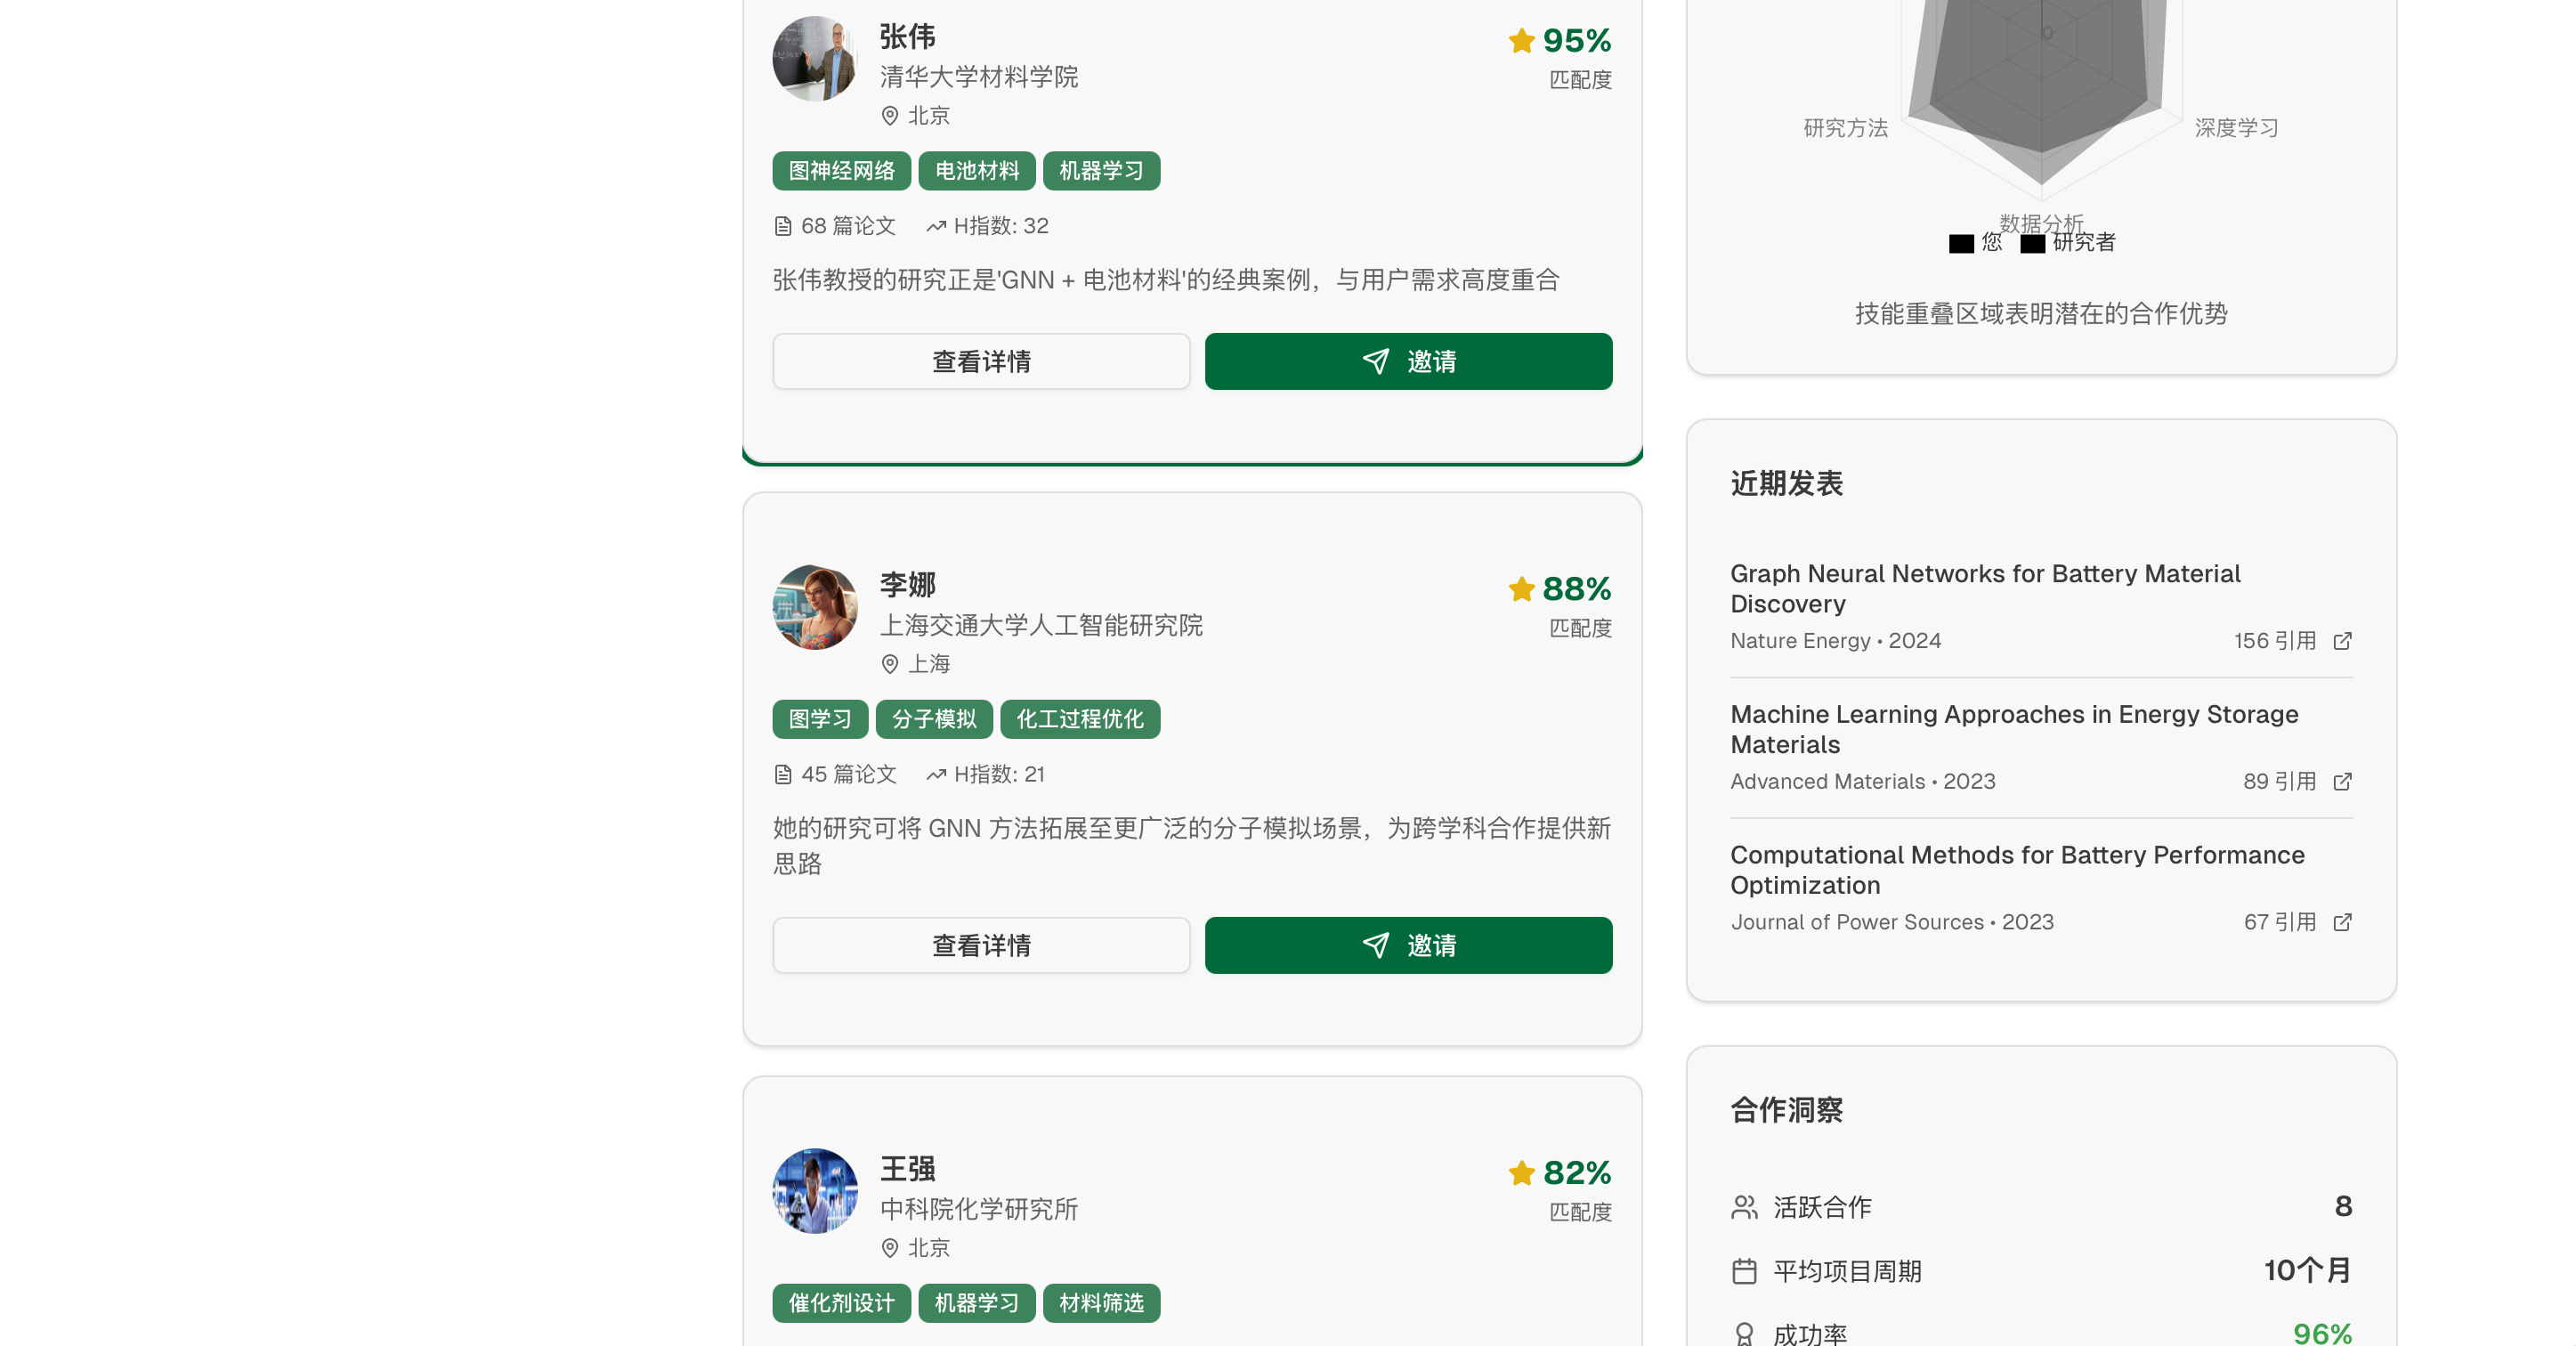 张伟
清华大学材料学院
北京
95%
匹配度
图神经网络 电池材料 机器学习
68 篇论文 H指数: 32
张伟教授的研究正是'GNN + 电池材料'的经典案例，与用户需求高度重合
查看详情 邀请
李娜
上海交通大学人工智能研究院
上海
88%
匹配度
图学习 分子模拟 化工过程优化
45 篇论文 H指数: 21
她的研究可将 GNN 方法拓展至更广泛的分子模拟场景，为跨学科合作提供新
思路
查看详情 邀请
王强
中科院化学研究所
北京
82%
匹配度
催化剂设计 机器学习 材料筛选
0
研究方法 深度学习
数据分析
您 研究者
技能重叠区域表明潜在的合作优势
近期发表
Graph Neural Networks for Battery Material
Discovery
Nature Energy • 2024 156 引用
Machine Learning Approaches in Energy Storage
Materials
Advanced Materials • 2023 89 引用
Computational Methods for Battery Performance
Optimization
Journal of Power Sources • 2023 67 引用
合作洞察
活跃合作 8
平均项目周期 10个月
成功率 96%